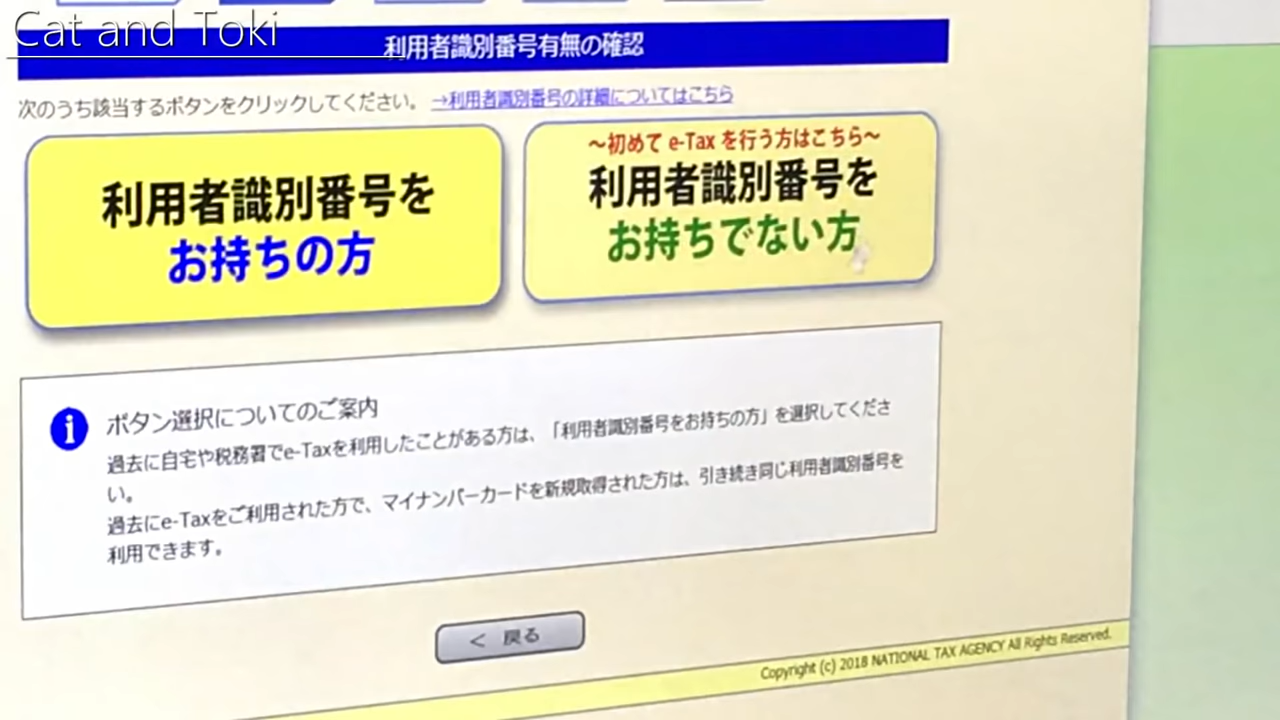 Cat and Toki
利用者識別番号有無の確認
次のうち該当するボタンをクリックしてください。 →利用者識別番号の詳細についてはこちら
利用者識別番号を
お持ちの方
～初めて e-Tax を行う方はこちら～
利用者識別番号を
お持ちでない方
i ボタン選択についてのご案内
過去に自宅や税務署でe-Taxを利用したことがある方は、「利用者識別番号をお持ちの方」を選択してくださ
い。
過去にe-Taxをご利用された方で、マイナンバーカードを新規取得された方は、引き続き同じ利用者識別番号を
利用できます。
＜ 戻る
Copyright (c) 2018 NATIONAL TAX AGENCY All Rights Reserved.